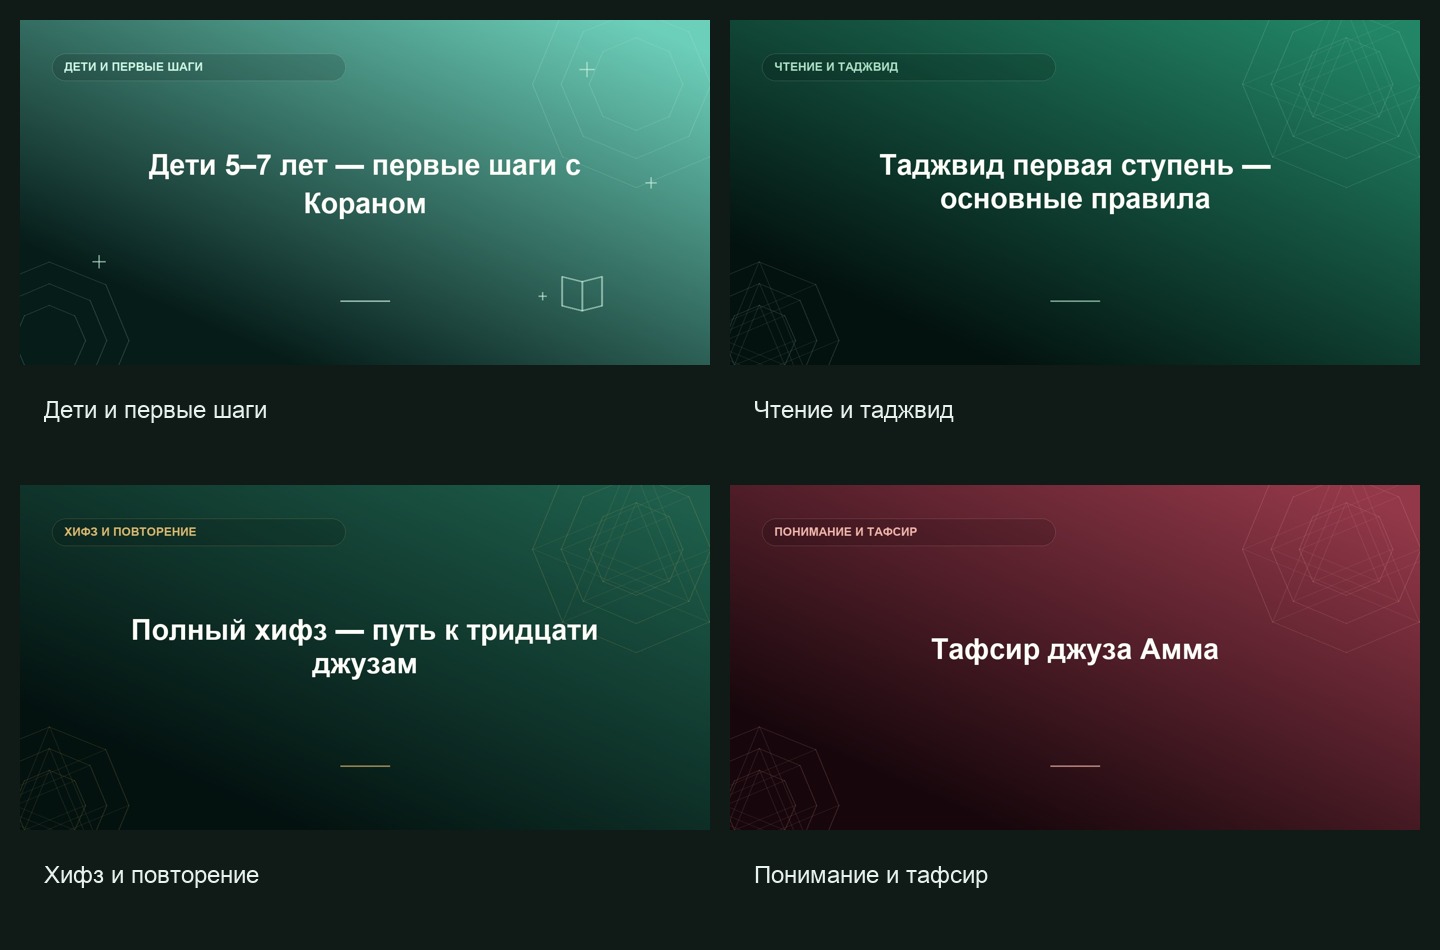 ДЕТИ И ПЕРВЫЕ ШАГИ
Дети 5–7 лет — первые шаги с
Кораном
Дети и первые шаги
ЧТЕНИЕ И ТАДЖВИД
Таджвид первая ступень —
основные правила
Чтение и таджвид
ХИФЗ И ПОВТОРЕНИЕ
Полный хифз — путь к тридцати
джузам
Хифз и повторение
ПОНИМАНИЕ И ТАФСИР
Тафсир джуза Амма
Понимание и тафсир